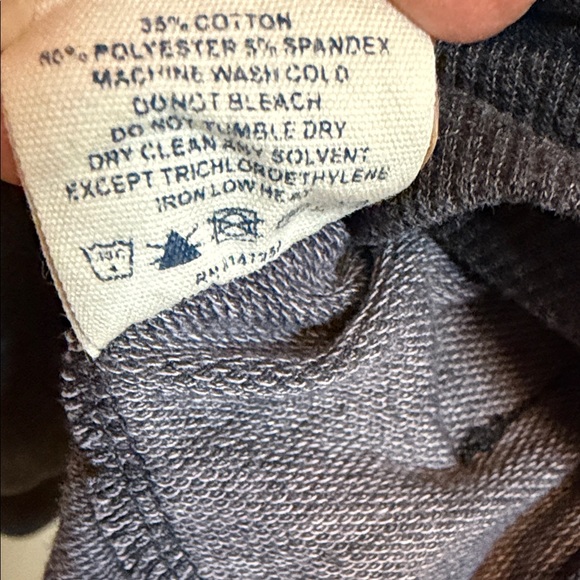 35% COTTON
60% POLYESTER 5% SPANDEX
MACHINE WASH COLD
DO NOT BLEACH
DO NOT TUMBLE DRY
DRY CLEAN ANY SOLVENT
EXCEPT TRICHLOROETHYLENE
IRON LOW HEAT